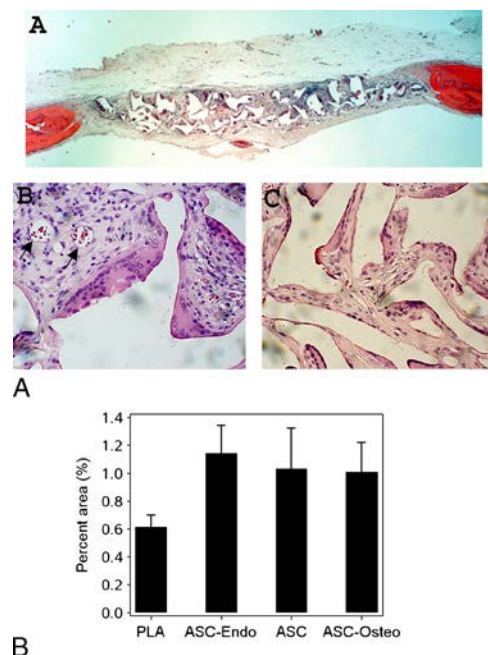 A
B
C
A
Percent area (%)
1.4
1.2
1.0
0.8
0.6
0.4
0.2
0.0
PLA ASC-Endo ASC ASC-Osteo
B